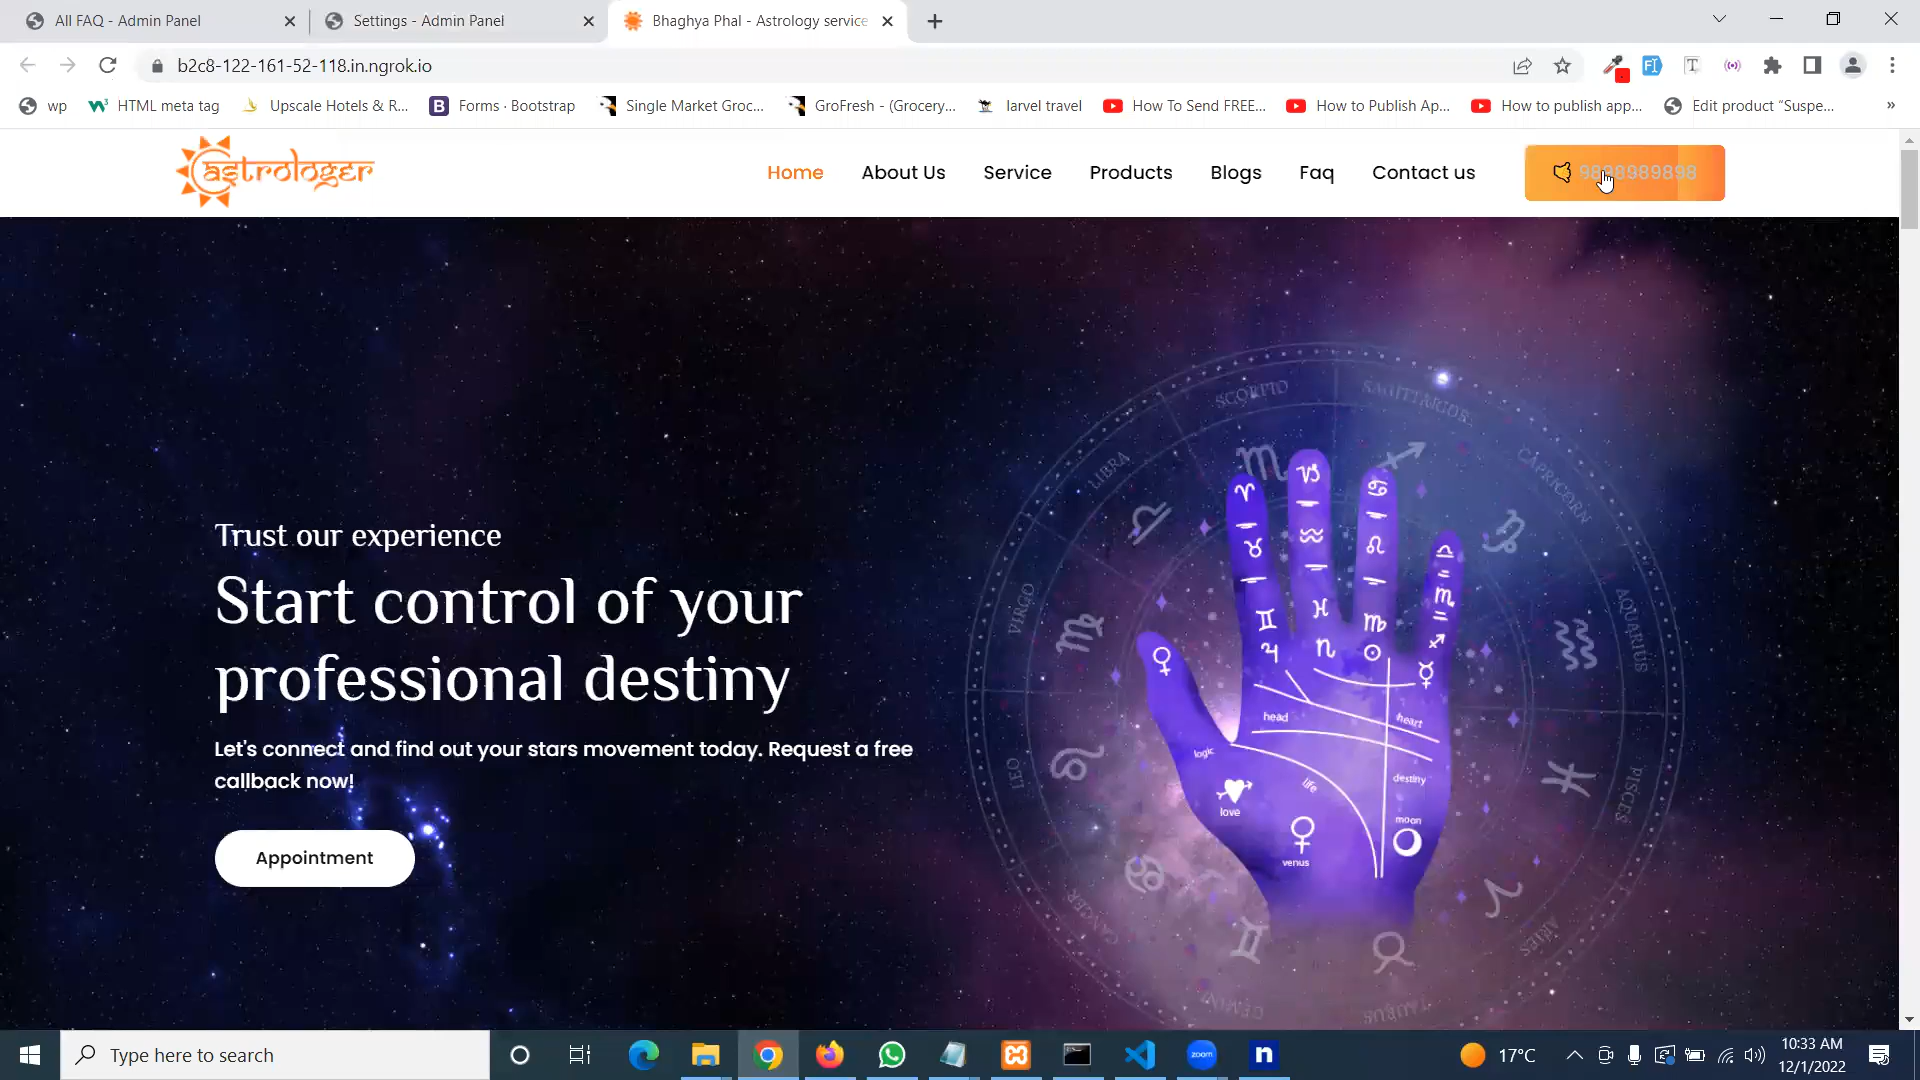 All FAQ - Admin Panel
Settings - Admin Panel
Bhaghya Phal - Astrology service
b2c8-122-161-52-118.in.ngrok.io
wp
HTML meta tag
Upscale Hotels & R...
Forms · Bootstrap
Single Market Groc...
GroFresh - (Grocery...
larvel travel
How To Send FREE...
How to Publish Ap...
How to publish app...
Edit product “Suspe...
»
astrologer
Home
About Us
Service
Products
Blogs
Faq
Contact us
9898989898
Trust our experience
Start control of your
professional destiny
Let's connect and find out your stars movement today. Request a free
callback now!
Appointment
SCORPIO
SAGITTARIUS
LIBRA
CAPRICORN
VIRGO
AQUARIUS
LEO
PISCES
CANCER
ARIES
GEMINI
TAURUS
head
heart
logic
life
destiny
love
moon
venus
Type here to search
zoom
n
17°C
10:33 AM
12/1/2022